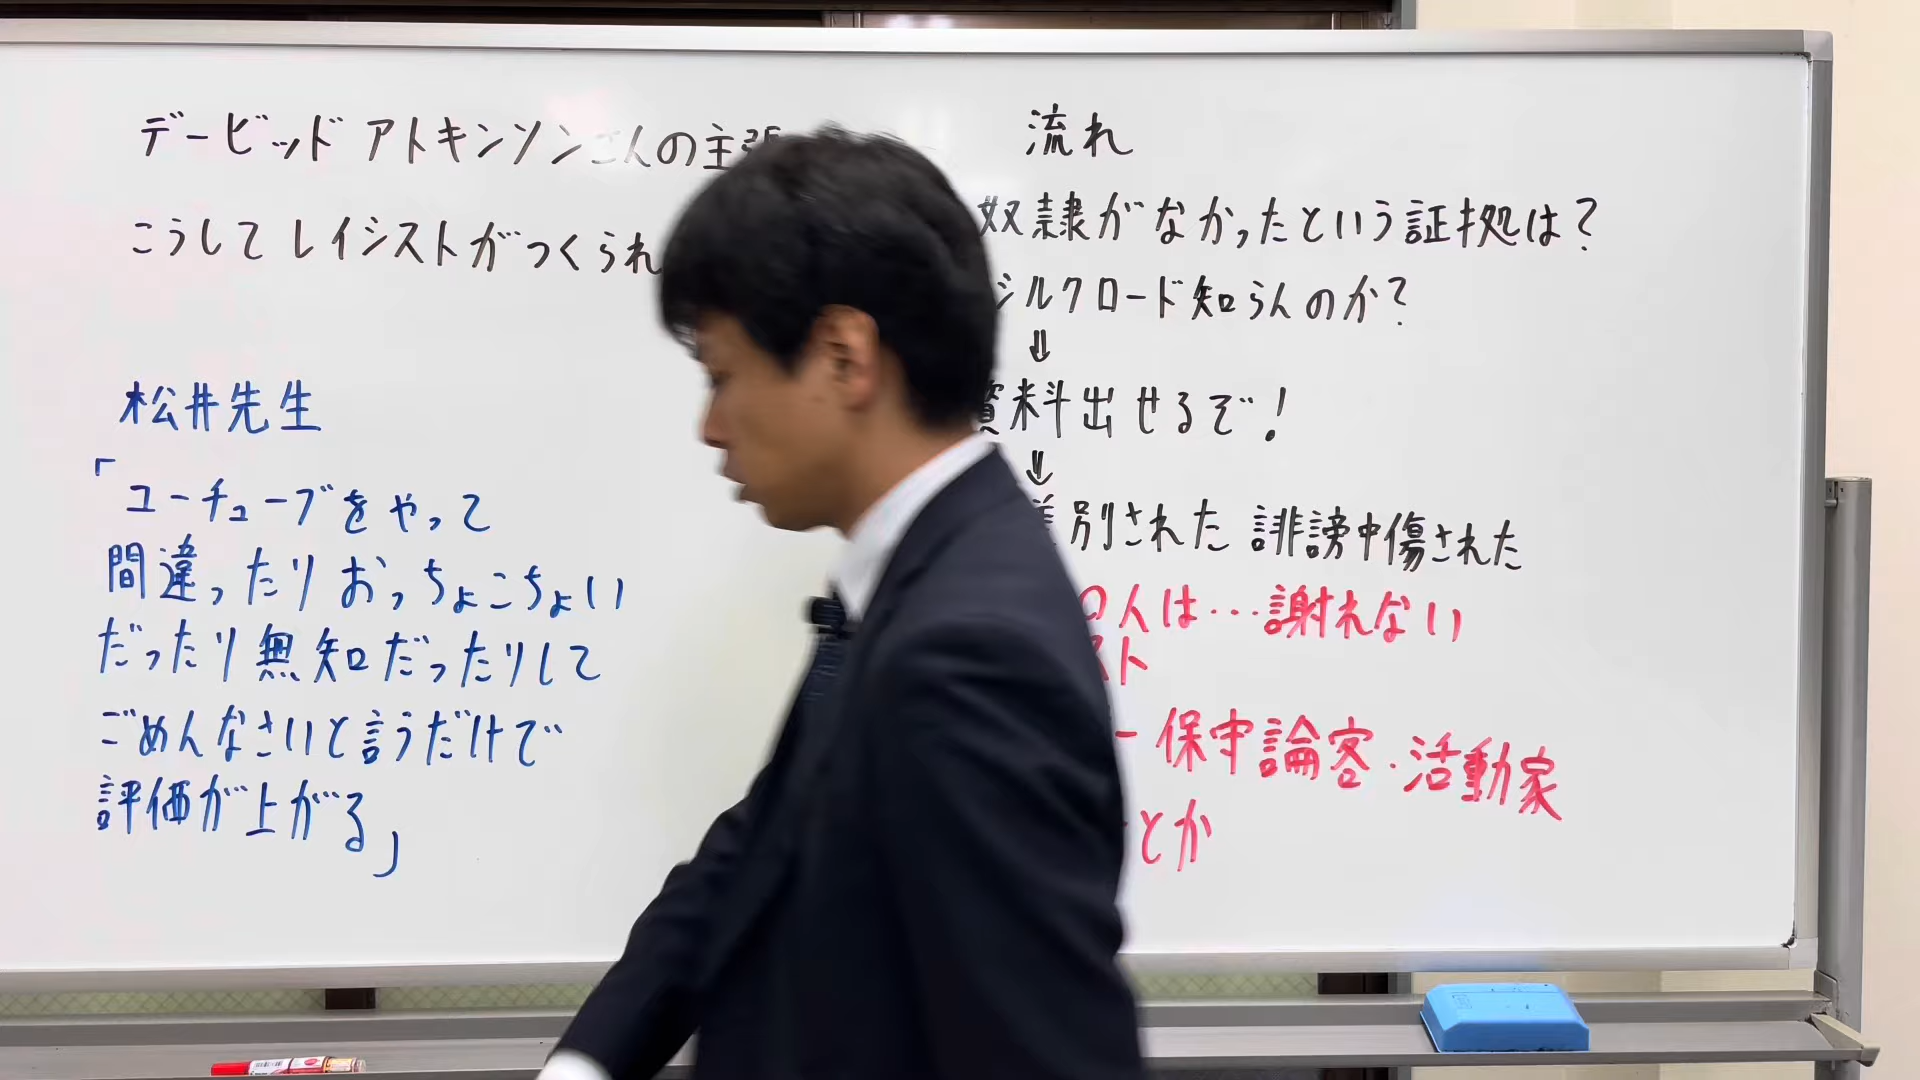 デービッド アトキンソンさんの主張
こうして レイシストが つくられ
松井先生
「ユーチューブをやって
間違ったり おっちょこちょい
だったり 無知だったりして
ごめんなさいと言うだけで
評価が上がる」
流れ
奴隷がなかったという証拠は?
シルクロード知らんのか?
⇓
資料出せるぞ!
⇓
差別された 誹謗中傷された
の人は…謝れない
スト
ー保守論客・活動家
とか